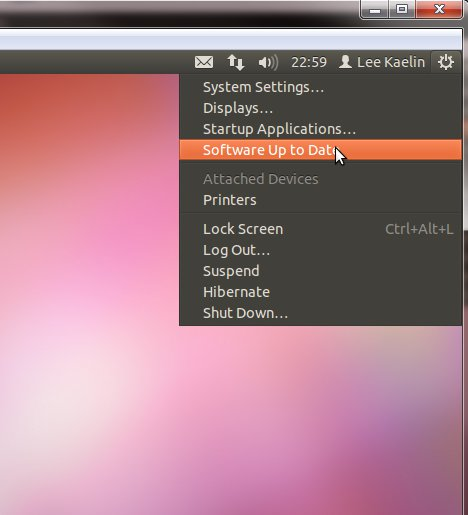 22:59 Lee Kaelin
System Settings…
Displays…
Startup Applications…
Software Up to Date
Attached Devices
Printers
Lock Screen Ctrl+Alt+L
Log Out…
Suspend
Hibernate
Shut Down…